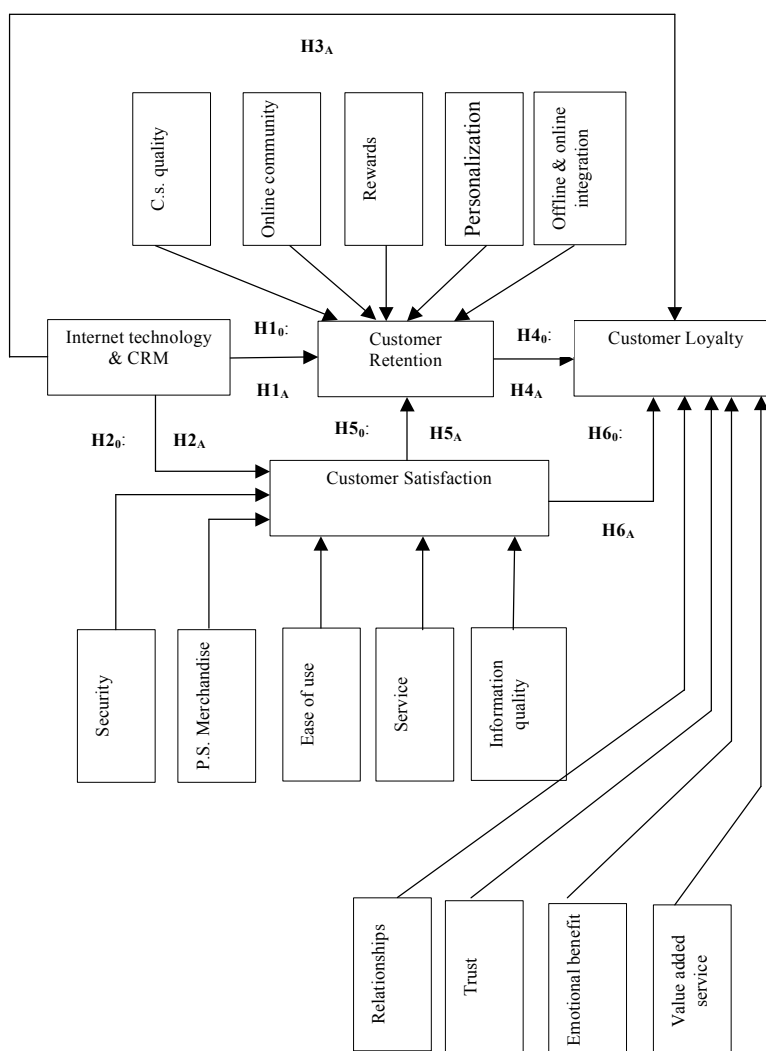 H3A
C.s. quality
Online community
Rewards
Personalization
Offline & online
integration
Internet technology
& CRM
H10:
H1A
Customer
Retention
H40:
H4A
Customer Loyalty
H20:
H2A
H50:
H5A
H60:
Customer Satisfaction
H6A
Security
P.S. Merchandise
Ease of use
Service
Information
quality
Relationships
Trust
Emotional benefit
Value added
service